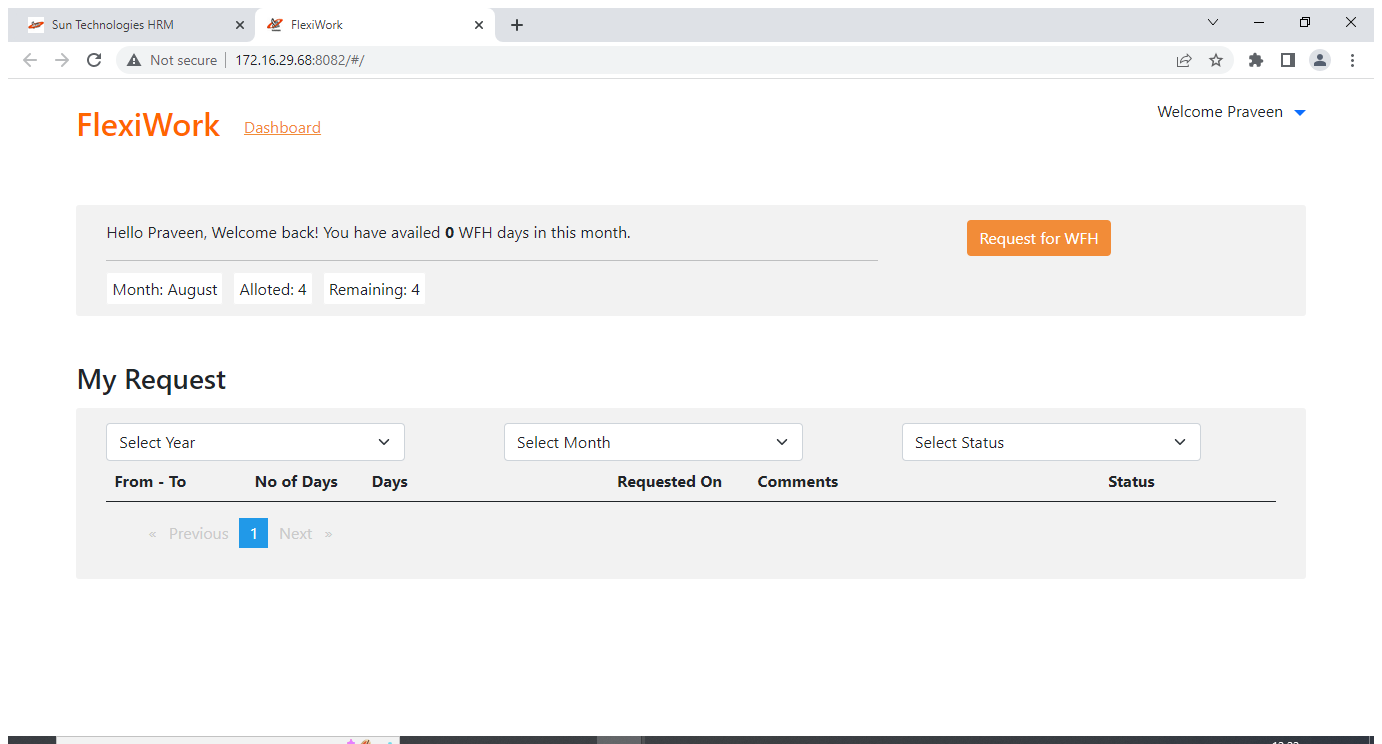 Sun Technologies HRM
FlexiWork
Not secure 172.16.29.68:8082/#/
FlexiWork
Dashboard
Welcome Praveen
Hello Praveen, Welcome back! You have availed 0 WFH days in this month.
Request for WFH
Month: August Alloted: 4 Remaining: 4
My Request
Select Year Select Month Select Status
From - To No of Days Days Requested On Comments Status
« Previous 1 Next »